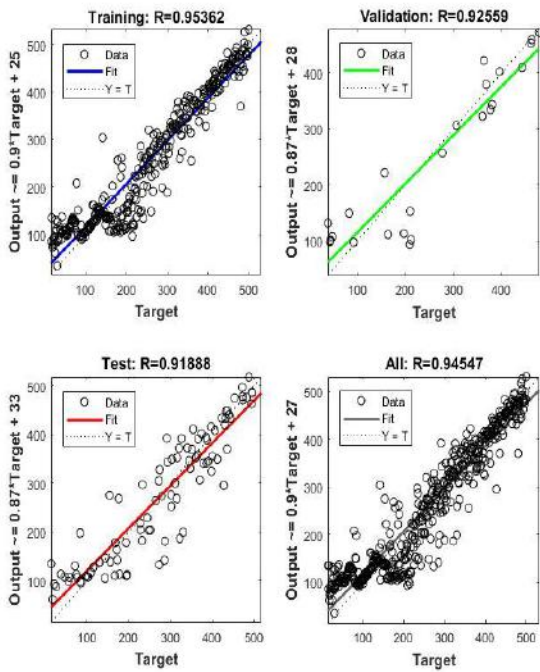 Training: R=0.95362
Output ~= 0.9*Target + 25
500
400
300
200
100
Data
Fit
Y = T
100 200 300 400 500
Target
Validation: R=0.92559
Output ~= 0.87*Target + 28
400
300
200
100
Data
Fit
Y = T
100 200 300 400
Target
Test: R=0.91888
Output ~= 0.87*Target + 33
500
400
300
200
100
Data
Fit
Y = T
100 200 300 400 500
Target
All: R=0.94547
Output ~= 0.9*Target + 27
500
400
300
200
100
Data
Fit
Y = T
100 200 300 400 500
Target